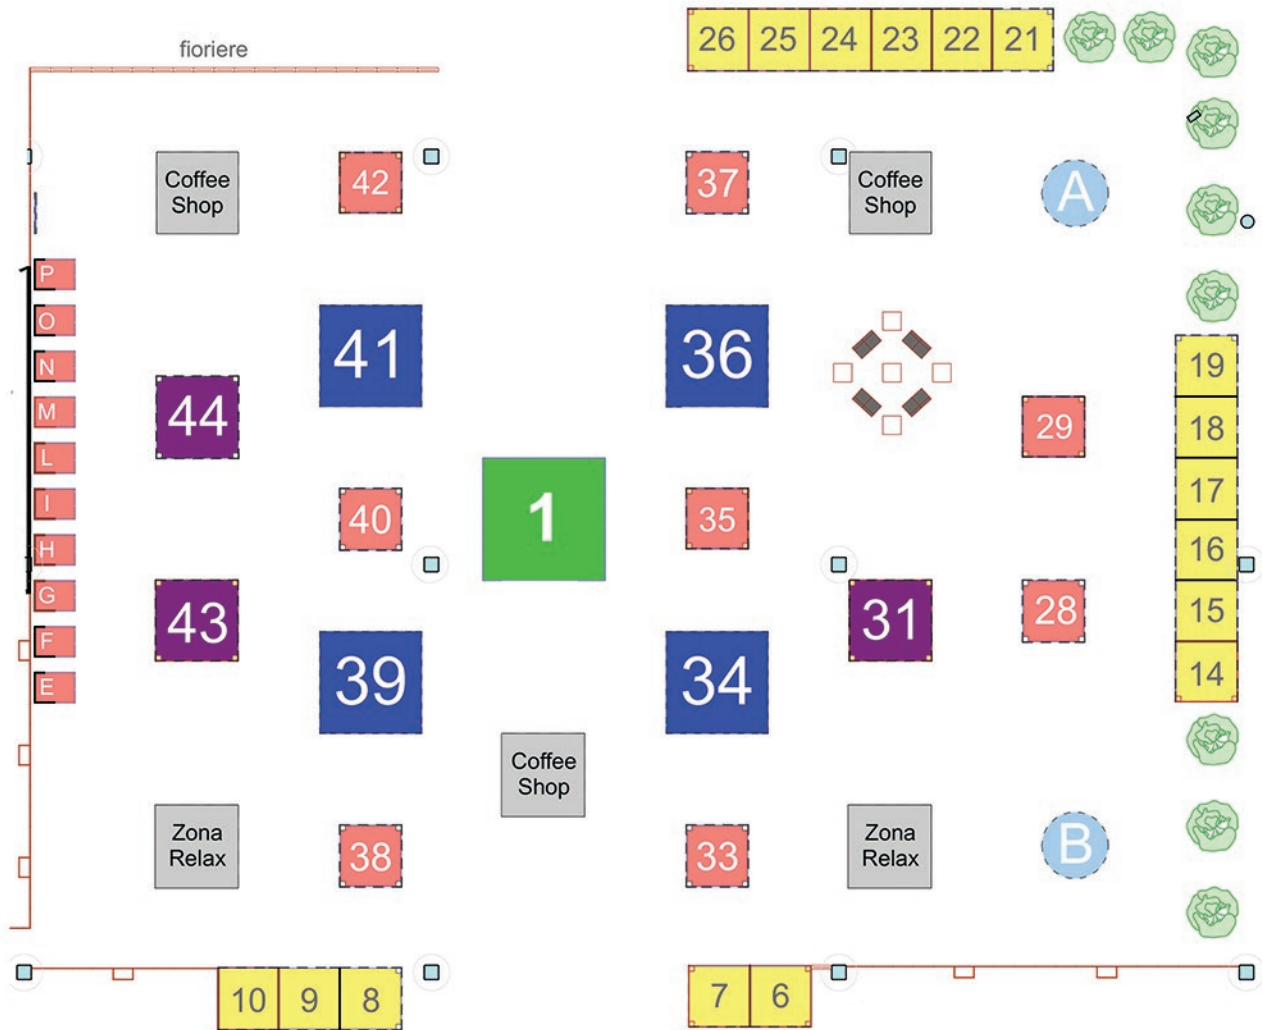 26 25 24 23 22 21
fioriere
Coffee
Shop
42
37
Coffee
Shop
A
P
O
N
M
L
I
H
G
F
E
41
36
44
29
19
18
17
16
15
14
40
1
35
43
31
28
39
34
Coffee
Shop
Zona
Relax
38
33
Zona
Relax
B
10 9 8
7 6